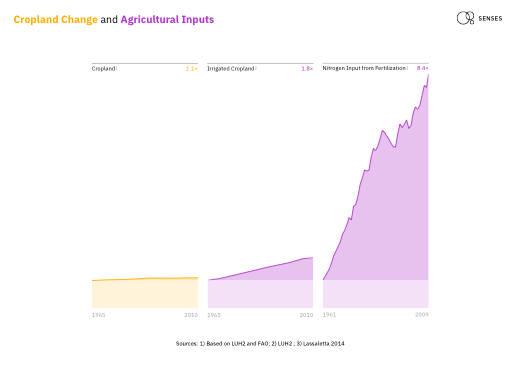 Cropland Change and Agricultural Inputs
SENSES
Cropland¹ 1.1×
Irrigated Cropland² 1.8×
Nitrogen Input from Fertilization³ 8.4×
1965 2010
1965 2010
1961 2009
Sources: 1) Based on LUH2 and FAO; 2) LUH2 ; 3) Lassaletta 2014